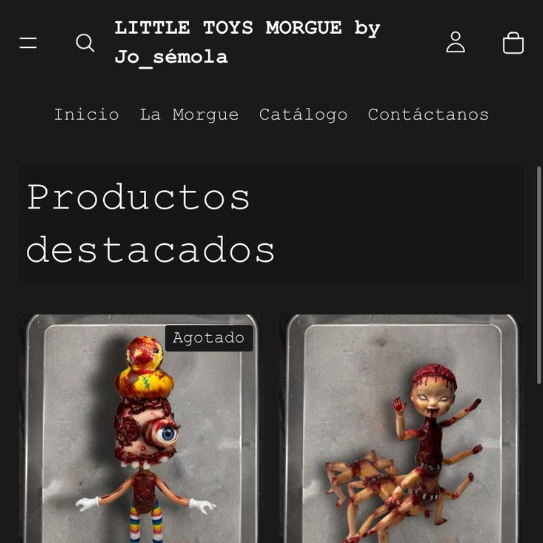 LITTLE TOYS MORGUE by
Jo_sémola
Inicio La Morgue Catálogo Contáctanos
Productos
destacados
Agotado